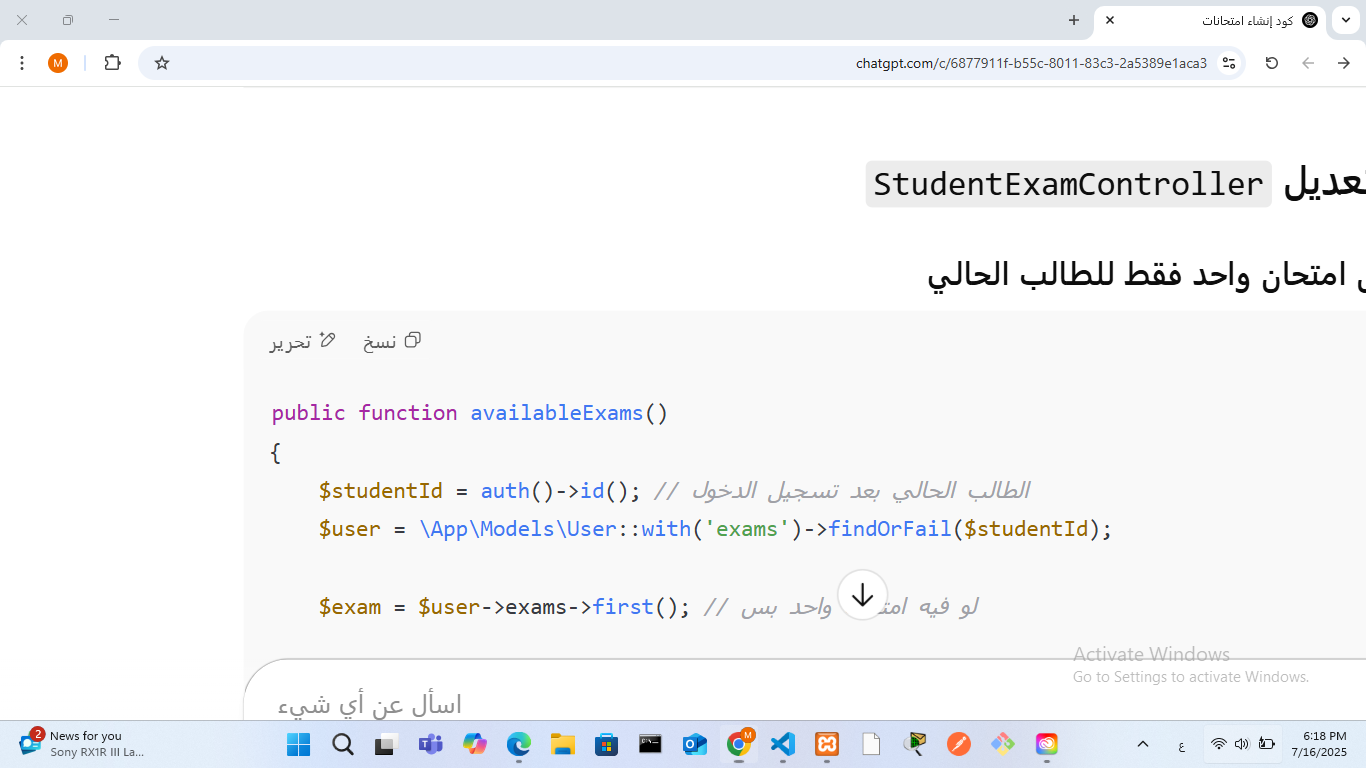 كود إنشاء امتحانات
chatgpt.com/c/6877911f-b55c-8011-83c3-2a5389e1aca3
M
StudentExamController
امتحان واحد فقط للطالب الحالي
نسخ تحرير
public function availableExams()
{
$studentId = auth()->id(); // الطالب الحالي بعد تسجيل الدخول
$user = \App\Models\User::with('exams')->findOrFail($studentId);
$exam = $user->exams->first(); // لو فيه واحد بس
Activate Windows
Go to Settings to activate Windows.
اسأل عن أي شيء
2
News for you
Sony RX1R III La...
M
ع
6:18 PM
7/16/2025